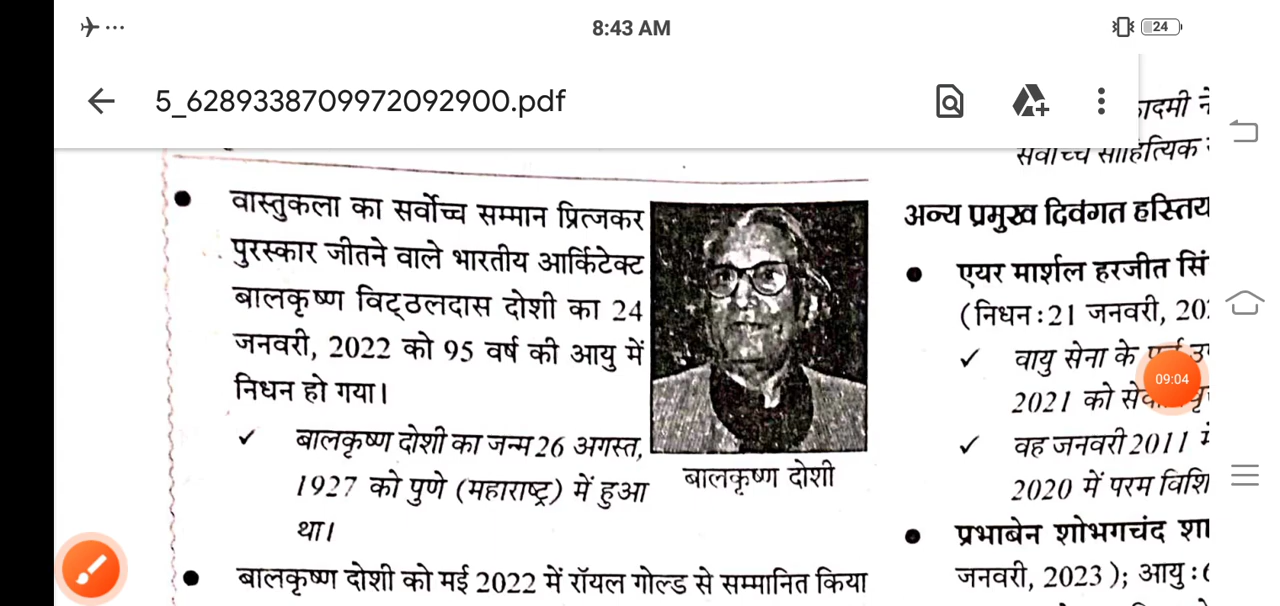 8:43 AM
24
5_6289338709972092900.pdf
वास्तुकला का सर्वोच्च सम्मान प्रित्जकर
पुरस्कार जीतने वाले भारतीय आर्किटेक्ट
बालकृष्ण विट्ठलदास दोशी का 24
जनवरी, 2022 को 95 वर्ष की आयु में
निधन हो गया।
✓ बालकृष्ण दोशी का जन्म 26 अगस्त,
1927 को पुणे (महाराष्ट्र) में हुआ
था।
बालकृष्ण दोशी
बालकृष्ण दोशी को मई 2022 में रॉयल गोल्ड से सम्मानित किया
सर्वोच्च साहित्यिक
अन्य प्रमुख दिवंगत
एयर मार्शल हरजीत सिं
(निधन:21 जनवरी, 20
✓ वायु सेना के
2021 को
✓ वह जनवरी 2011 में
2020 में परम विशि
प्रभाबेन शोभगचंद शा
जनवरी, 2023); आयु:
09:04